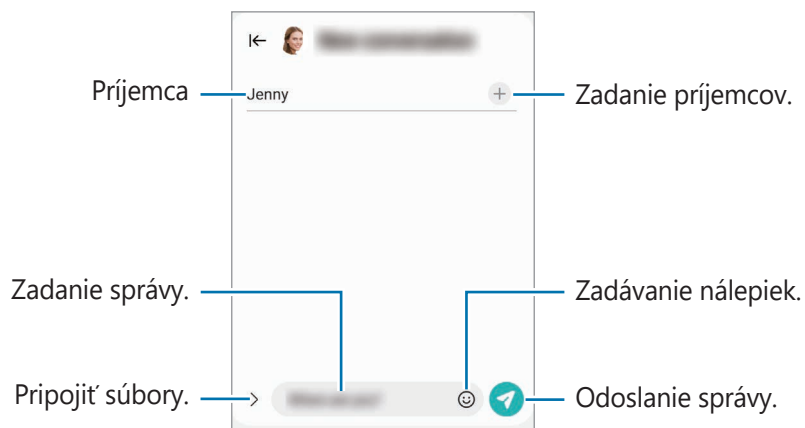 Príjemca
Jenny
Zadanie príjemcov.
Zadanie správy.
Zadávanie nálepiek.
Pripojiť súbory.
Odoslanie správy.